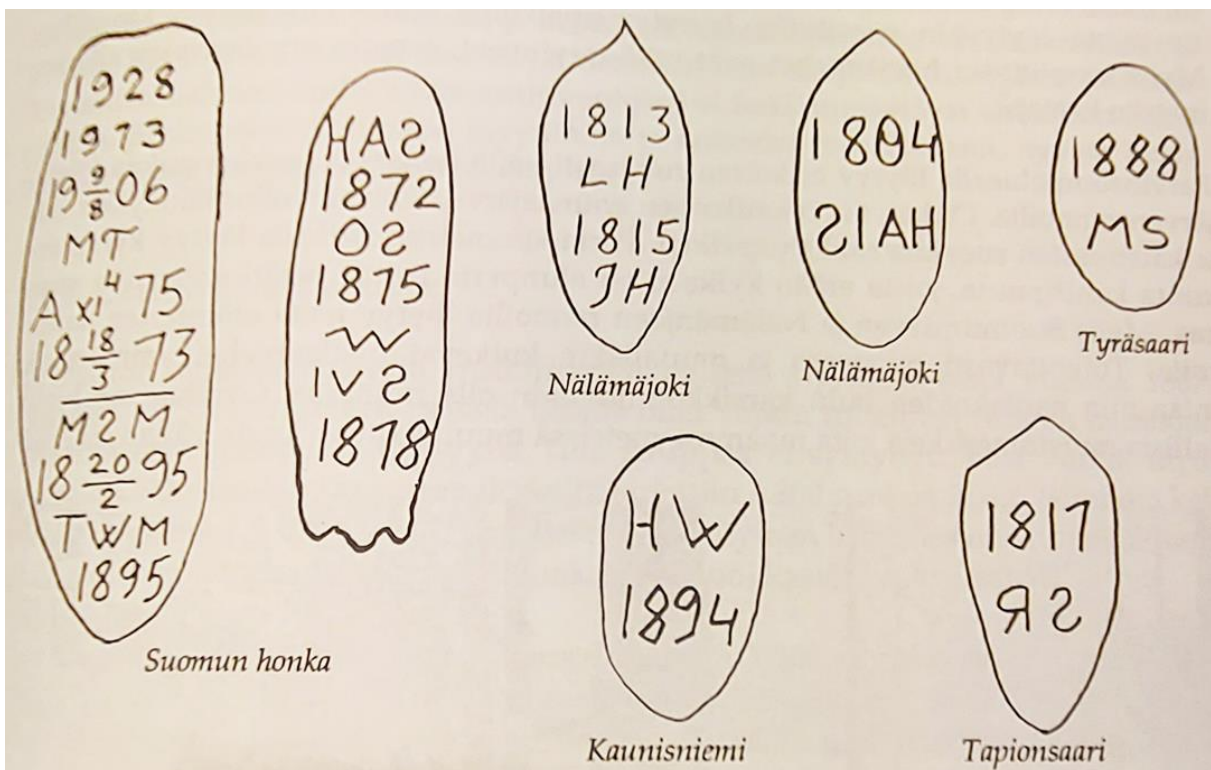 1928
1973
19 9/8 06
MT
A XI 4 75
18 18/3 73
M2M
18 20/2 95
TWM
1895
HAƧ
1872
OƧ
1875
W
IVƧ
1878
Suomun honka
1813
LH
1815
JH
Nälämäjoki
1804
ƧIAH
Nälämäjoki
1888
MS
Tyräsaari
HW
1894
Kaunisniemi
1817
ЯƧ
Tapionsaari